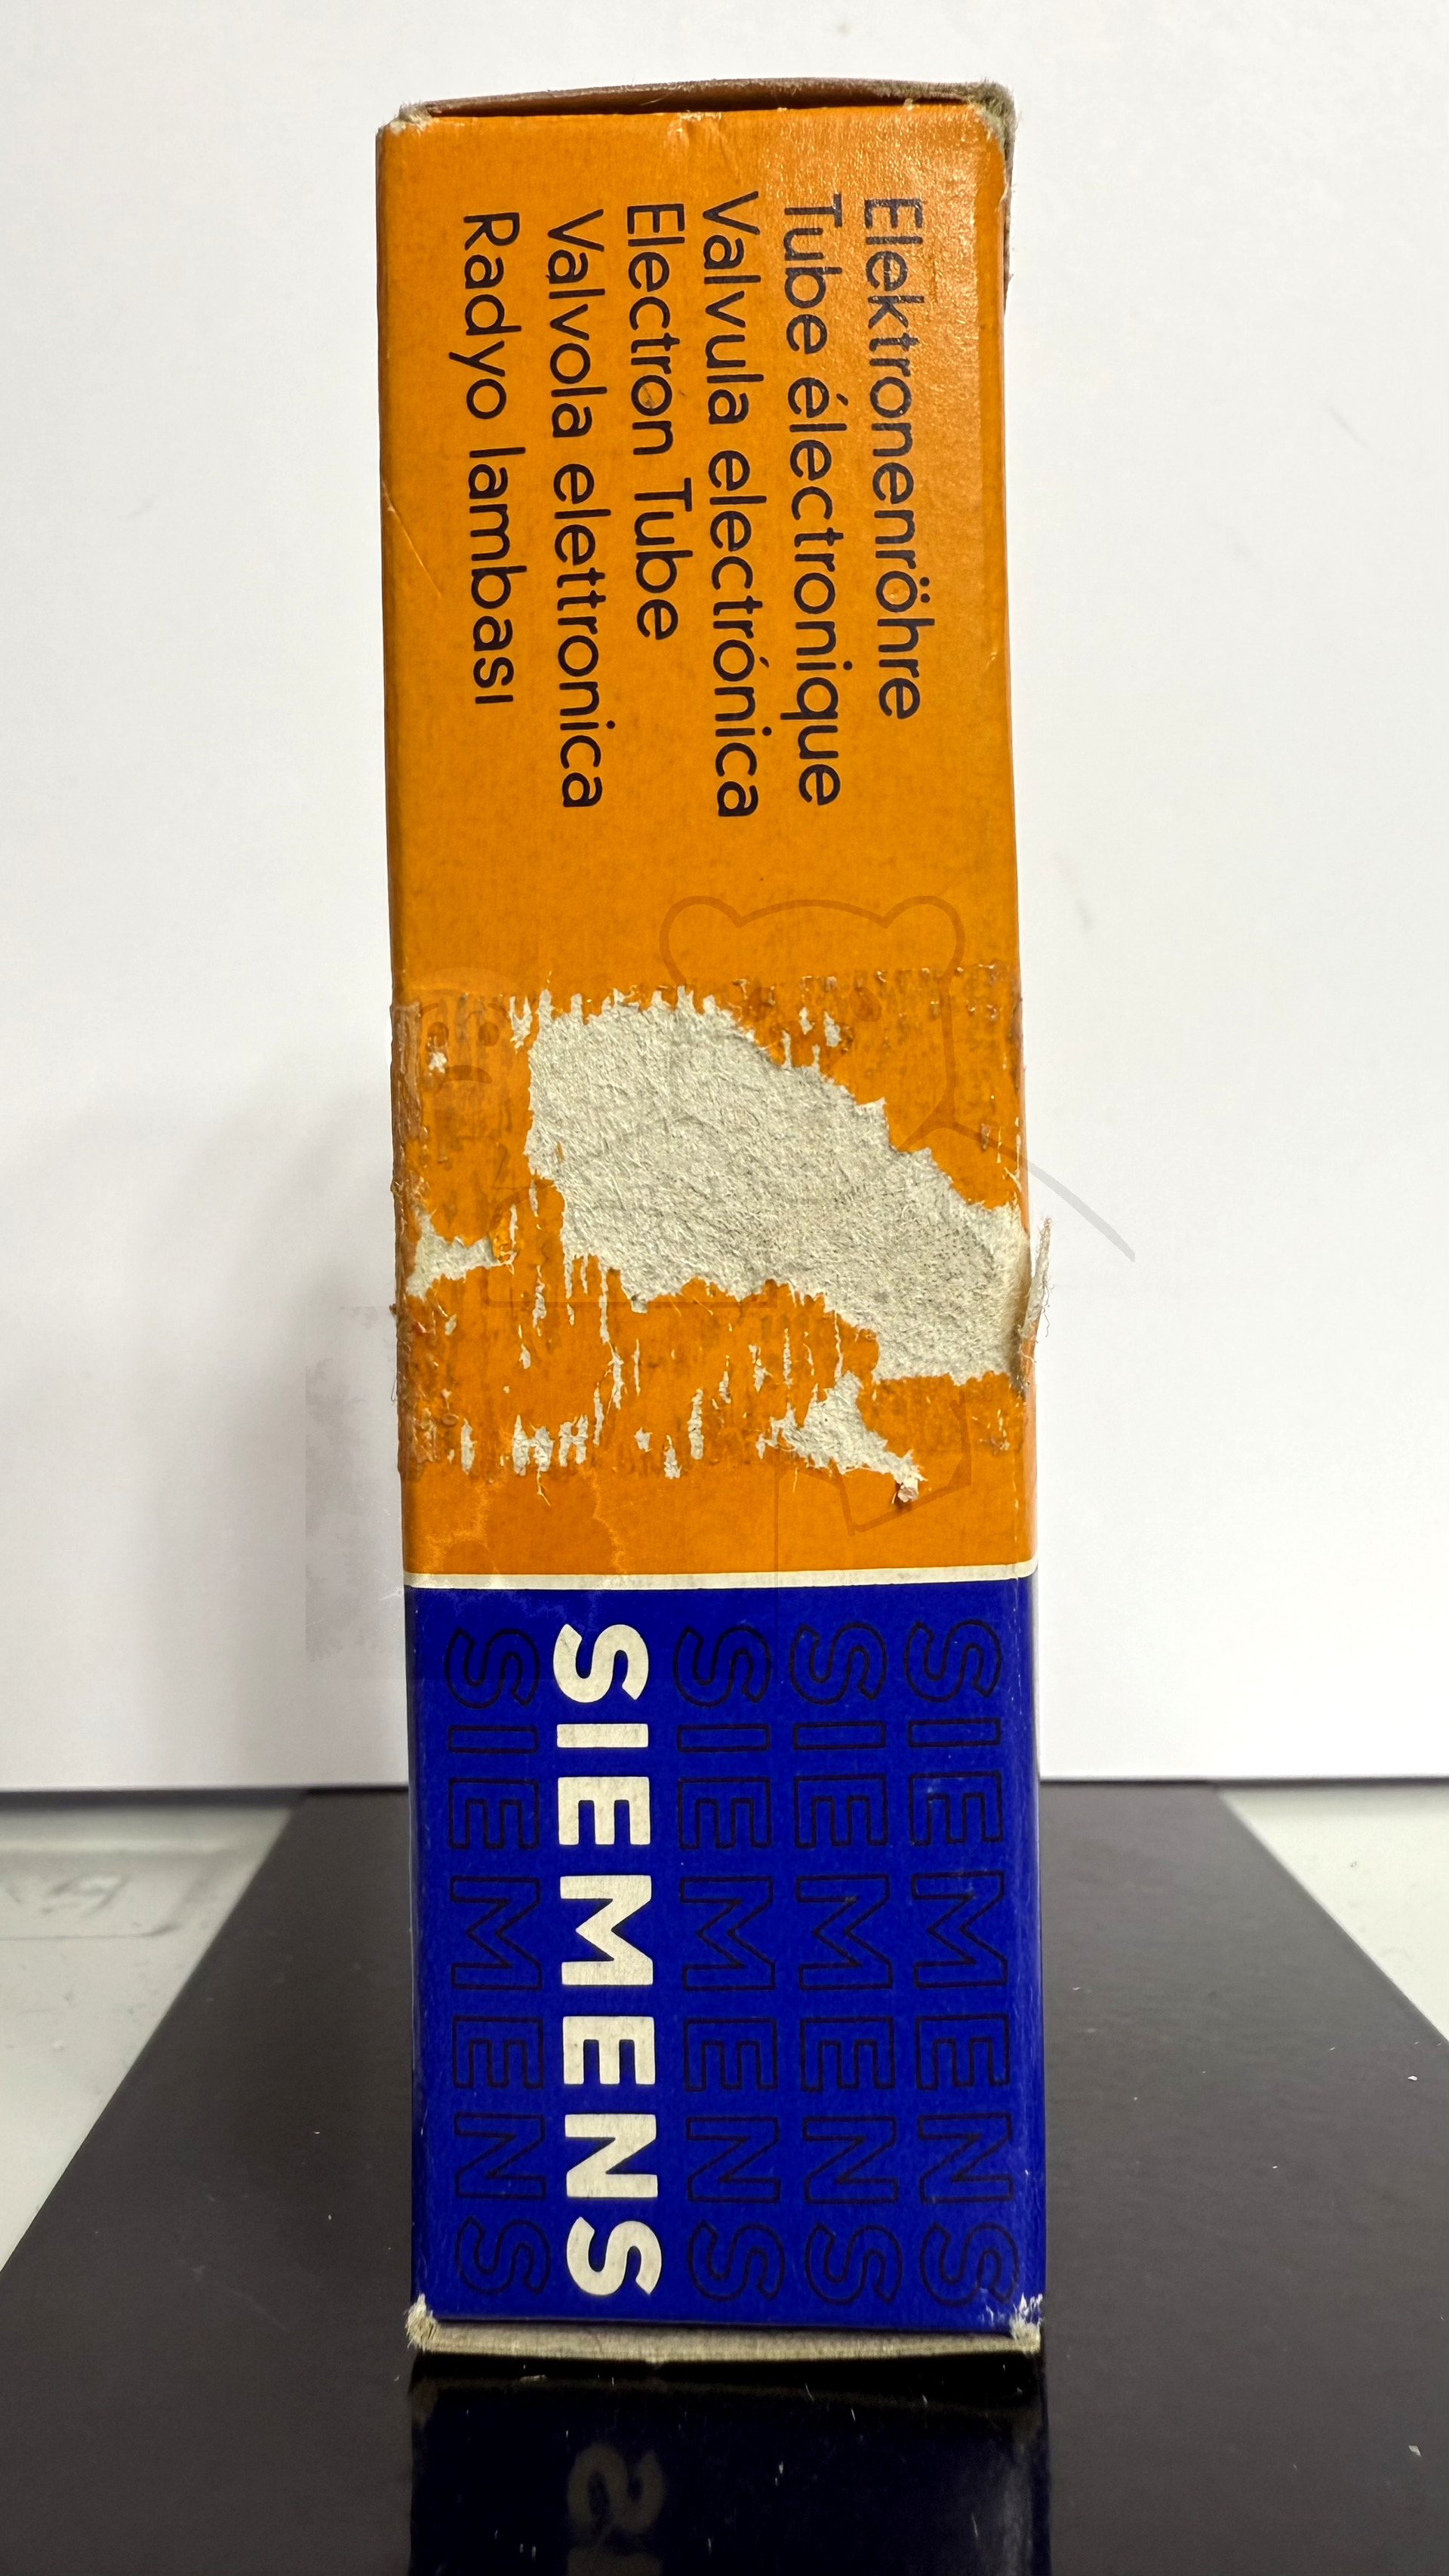 Elektronenröhre
Tube électronique
Valvula electrónica
Electron Tube
Valvola elettronica
Radyo lambası
SIEMENS
SIEMENS
SIEMENS
SIEMENS
SIEMENS